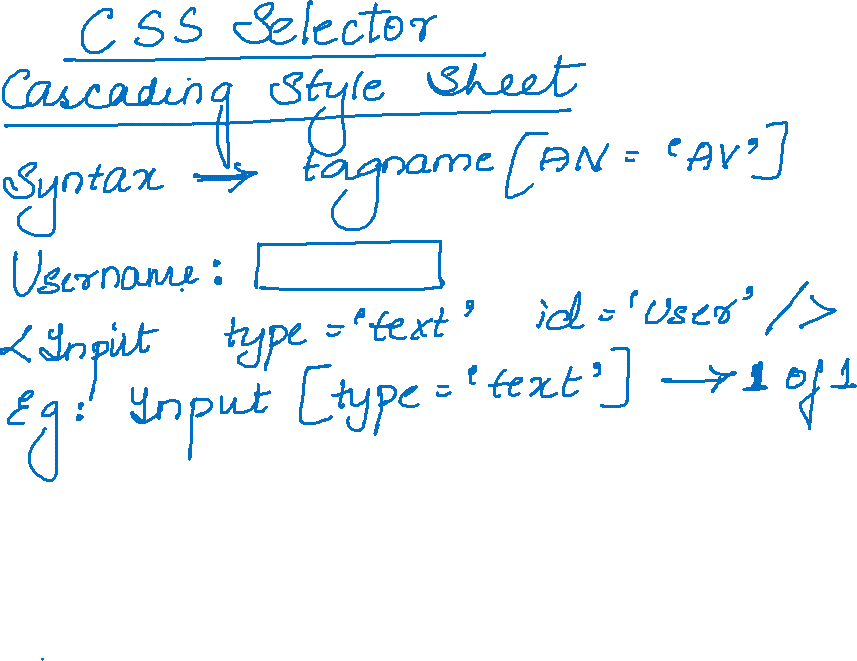 CSS Selector
Cascading Style Sheet
Syntax → tagname [AN = 'AV']
Username :
<Input type = 'text' id = 'user' />
Eg: Input [type = 'text'] → 1 of 1